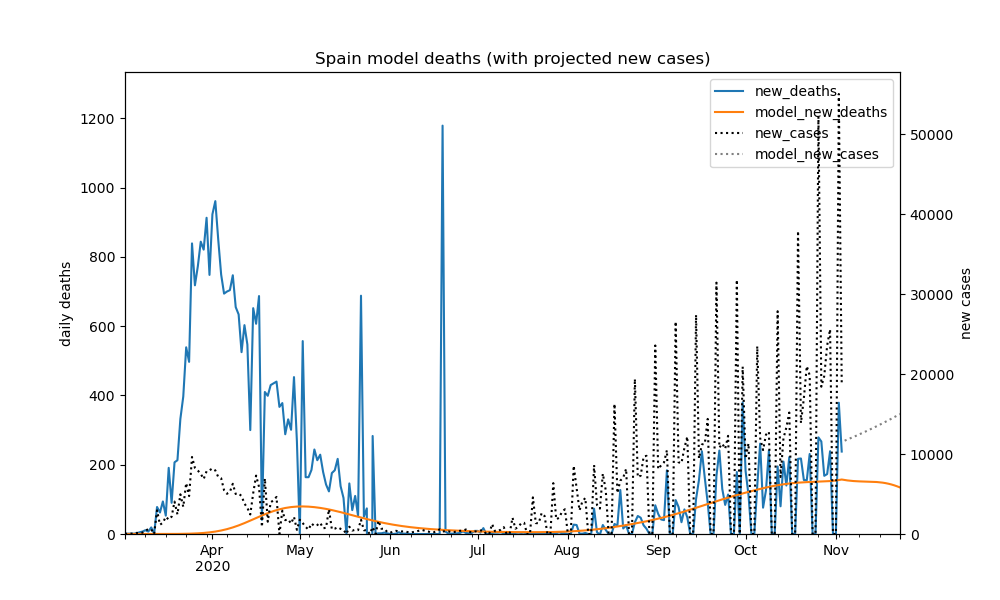 Spain model deaths (with projected new cases)
new_deaths
model_new_deaths
new_cases
model_new_cases
daily deaths
1200
1000
800
600
400
200
0
50000
40000
30000
20000
10000
0
new cases
Apr May Jun Jul Aug Sep Oct Nov
2020